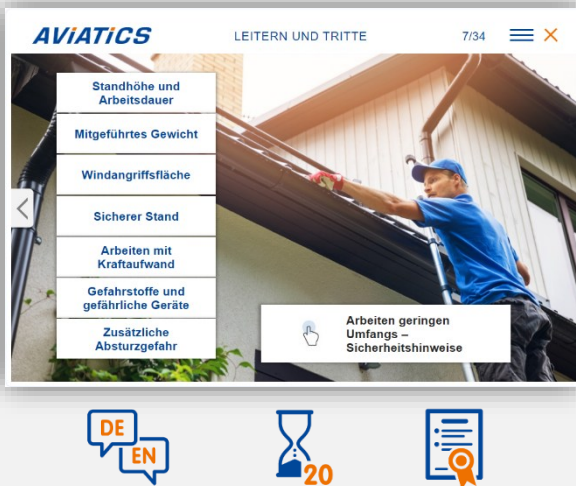 AViATiCS
LEITERN UND TRITTE
7/34
Standhöhe und
Arbeitsdauer
Mitgeführtes Gewicht
Windangriffsfläche
Sicherer Stand
Arbeiten mit
Kraftaufwand
Gefahrstoffe und
gefährliche Geräte
Zusätzliche
Absturzgefahr
Arbeiten geringen
Umfangs –
Sicherheitshinweise
DE
EN
20